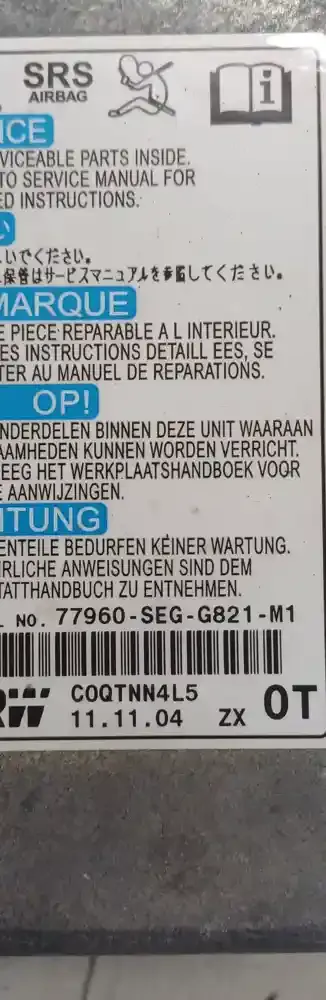 SRS
AIRBAG
i
ICE
VICEABLE PARTS INSIDE.
TO SERVICE MANUAL FOR
ED INSTRUCTIONS.
い
いでください。
保管はサービスマニュアルを参照してください。
MARQUE
E PIECE REPARABLE A L INTERIEUR.
ES INSTRUCTIONS DETAILL EES, SE
TER AU MANUEL DE REPARATIONS.
OP!
NDERDELEN BINNEN DEZE UNIT WAARAAN
AAMHEDEN KUNNEN WORDEN VERRICHT.
EEG HET WERKPLAATSHANDBOEK VOOR
E AANWIJZINGEN.
HTUNG
ENTEILE BEDURFEN KEINER WARTUNG.
RLICHE ANWEISUNGEN SIND DEM
TATTHANDBUCH ZU ENTNEHMEN.
L NO. 77960-SEG-G821-M1
RW C0QTNN4L5
11.11.04 ZX 0T